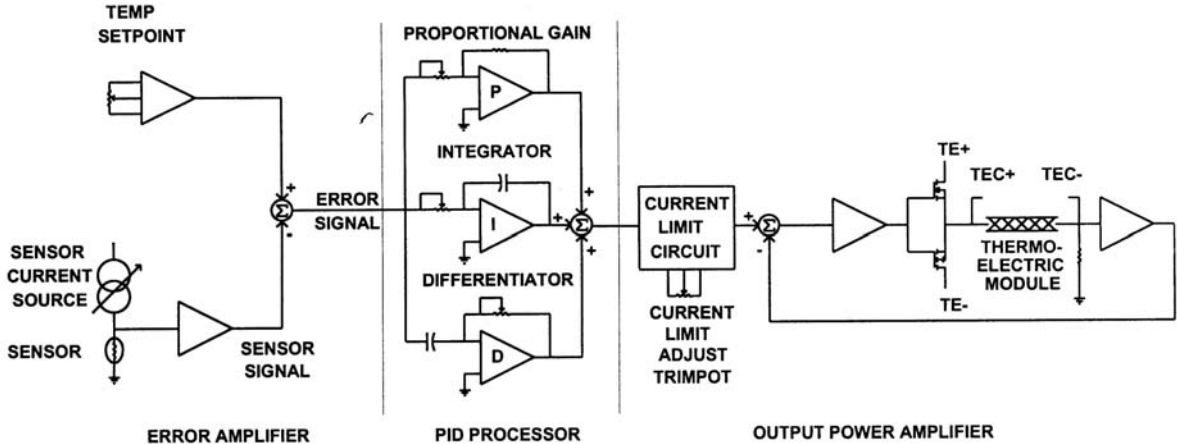 TEMP
SETPOINT
SENSOR
CURRENT
SOURCE
SENSOR
SENSOR
SIGNAL
Σ
+
-
ERROR
SIGNAL
ERROR AMPLIFIER
PROPORTIONAL GAIN
P
INTEGRATOR
I
DIFFERENTIATOR
D
+
+
Σ
+
PID PROCESSOR
CURRENT
LIMIT
CIRCUIT
CURRENT
LIMIT
ADJUST
TRIMPOT
+
Σ
-
TE+
TEC+
TEC-
THERMO-
ELECTRIC
MODULE
TE-
OUTPUT POWER AMPLIFIER